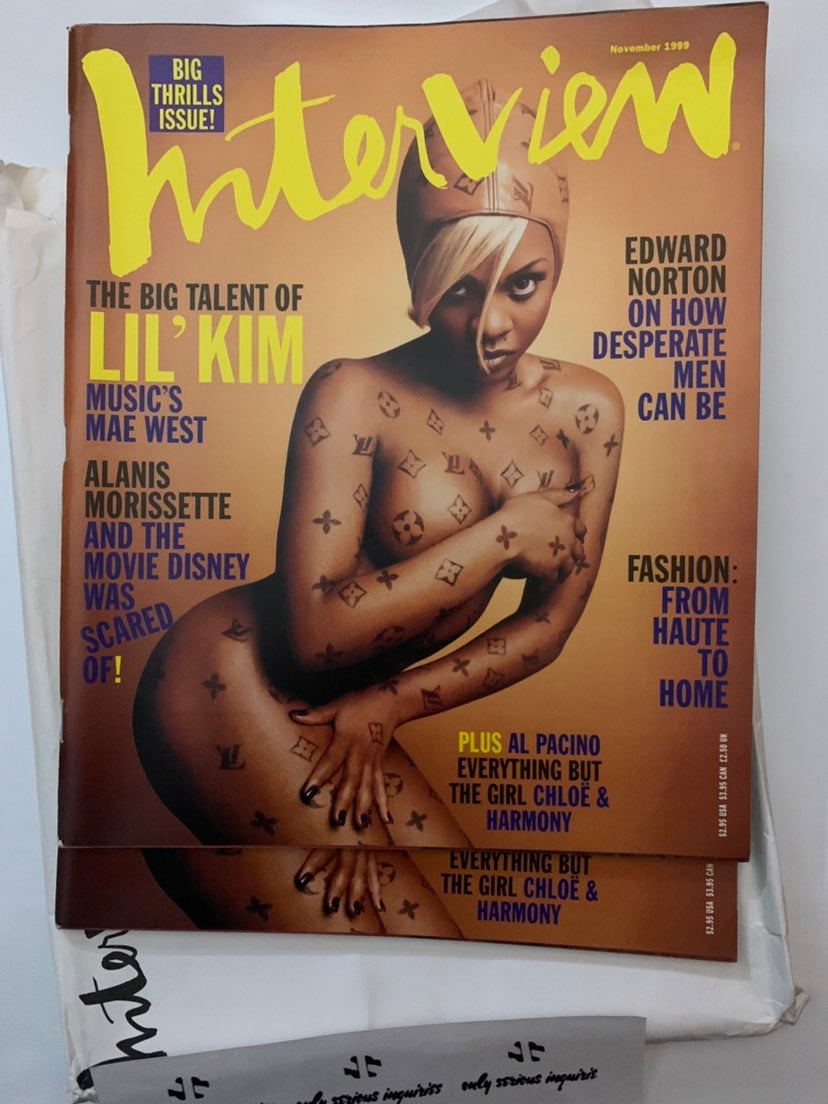 November 1999
BIG
THRILLS
ISSUE!
Interview
THE BIG TALENT OF
LIL' KIM
MUSIC'S
MAE WEST
ALANIS
MORISSETTE
AND THE
MOVIE DISNEY
WAS
SCARED
OF!
EDWARD
NORTON
ON HOW
DESPERATE
MEN
CAN BE
FASHION:
FROM
HAUTE
TO
HOME
PLUS AL PACINO
EVERYTHING BUT
THE GIRL CHLOË &
HARMONY
$2.95 USA $3.95 CAN £2.50 UK
EVERYTHING BUT
THE GIRL CHLOË &
HARMONY
$2.95 USA $3.95 CAN
Inter
only serious inquiriss only serious inquiris